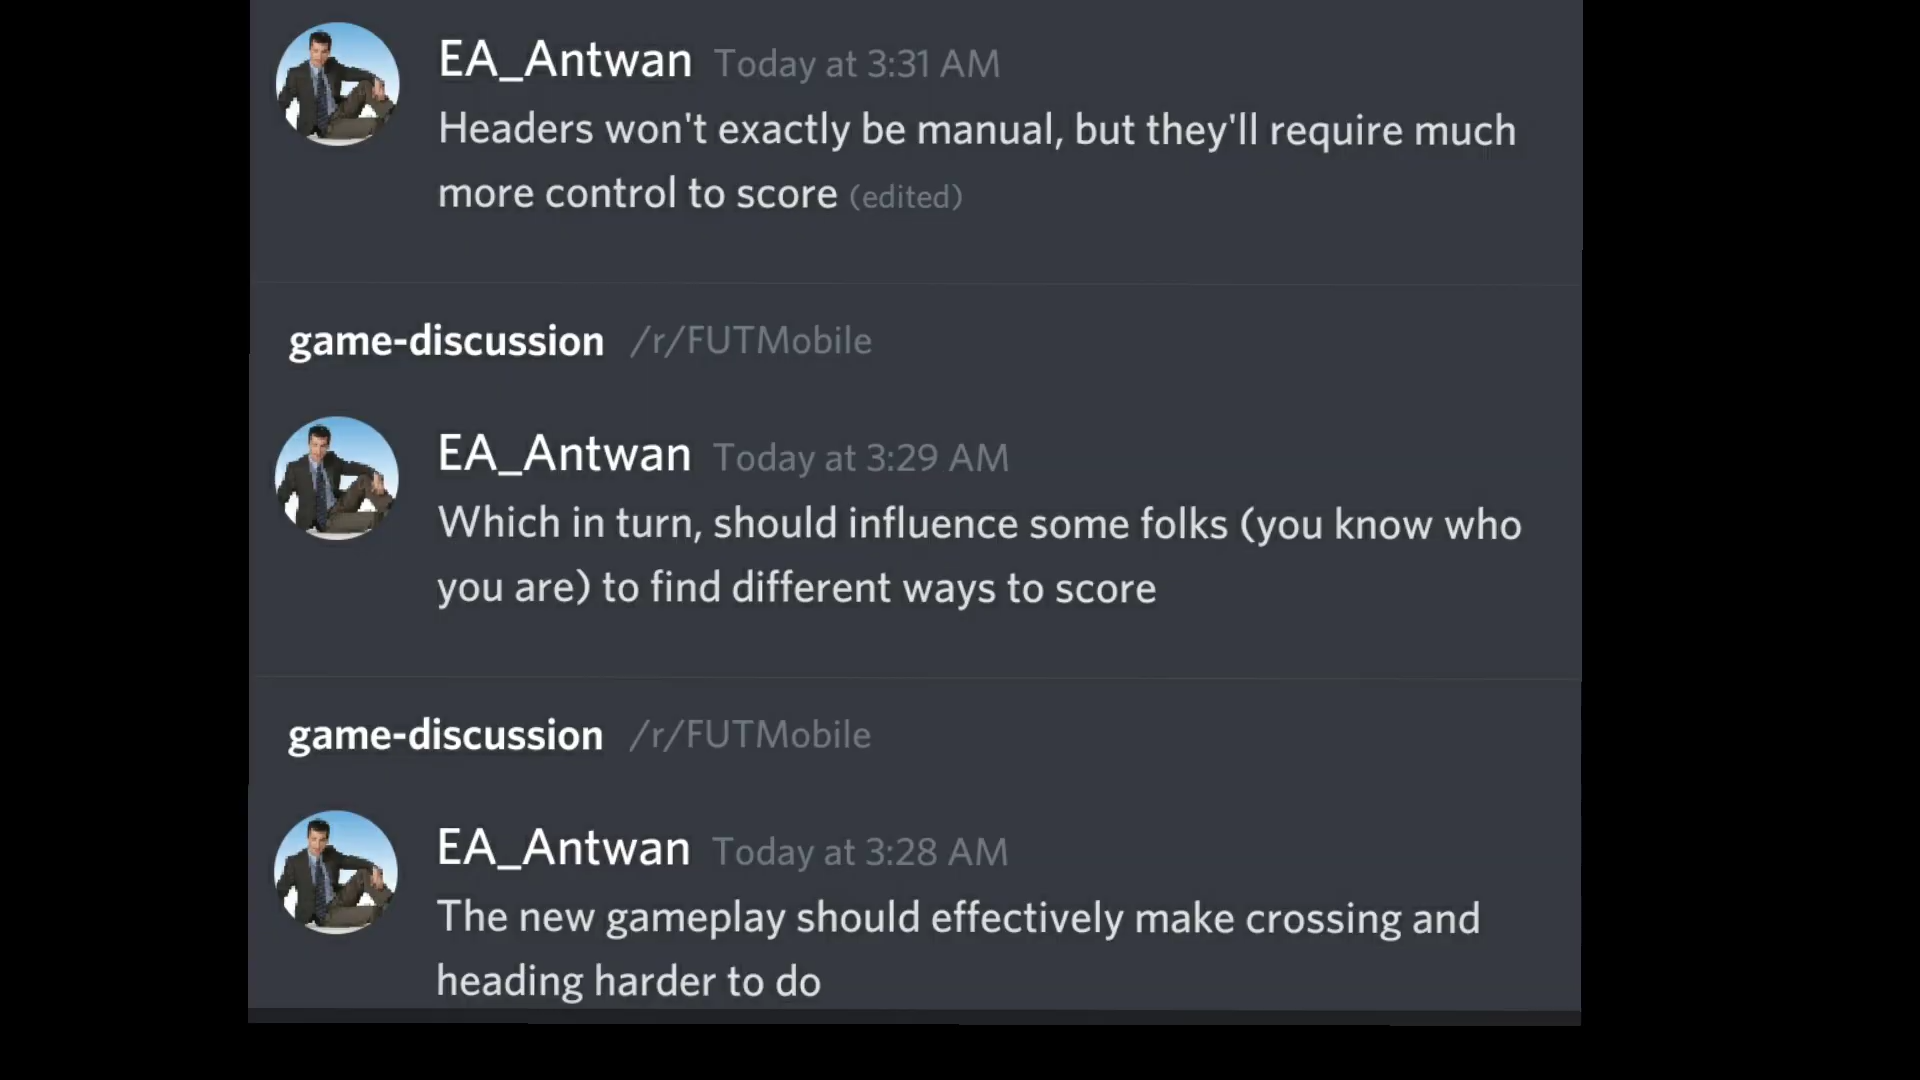 EA_Antwan Today at 3:31 AM
Headers won't exactly be manual, but they'll require much
more control to score (edited)
game-discussion /r/FUTMobile
EA_Antwan Today at 3:29 AM
Which in turn, should influence some folks (you know who
you are) to find different ways to score
game-discussion /r/FUTMobile
EA_Antwan Today at 3:28 AM
The new gameplay should effectively make crossing and
heading harder to do